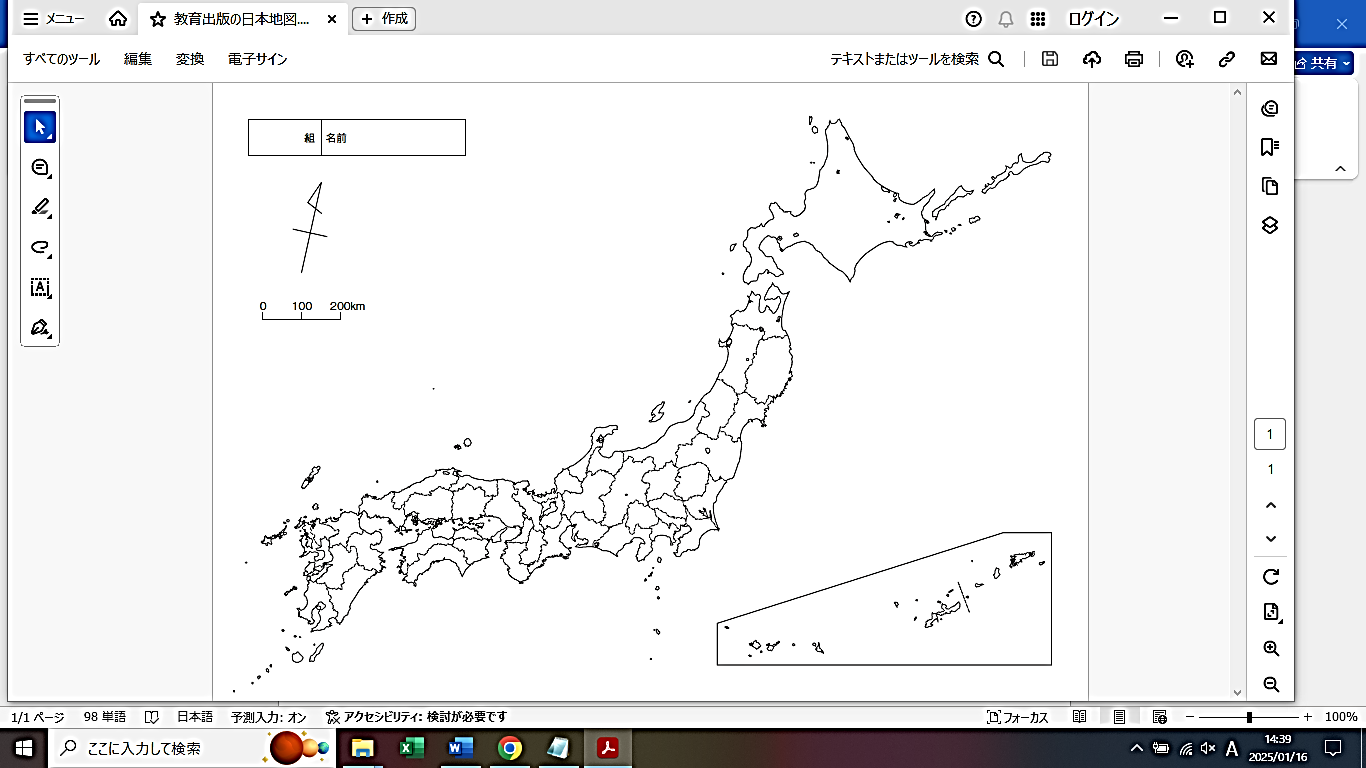 メニュー
教育出版の日本地図....
作成
ログイン
すべてのツール
編集
変換
電子サイン
テキストまたはツールを検索
共有
組
名前
0 100 200km
1
1
1/1 ページ
98 単語
日本語
予測入力: オン
アクセシビリティ: 検討が必要です
フォーカス
100%
ここに入力して検索
A
14:39
2025/01/16